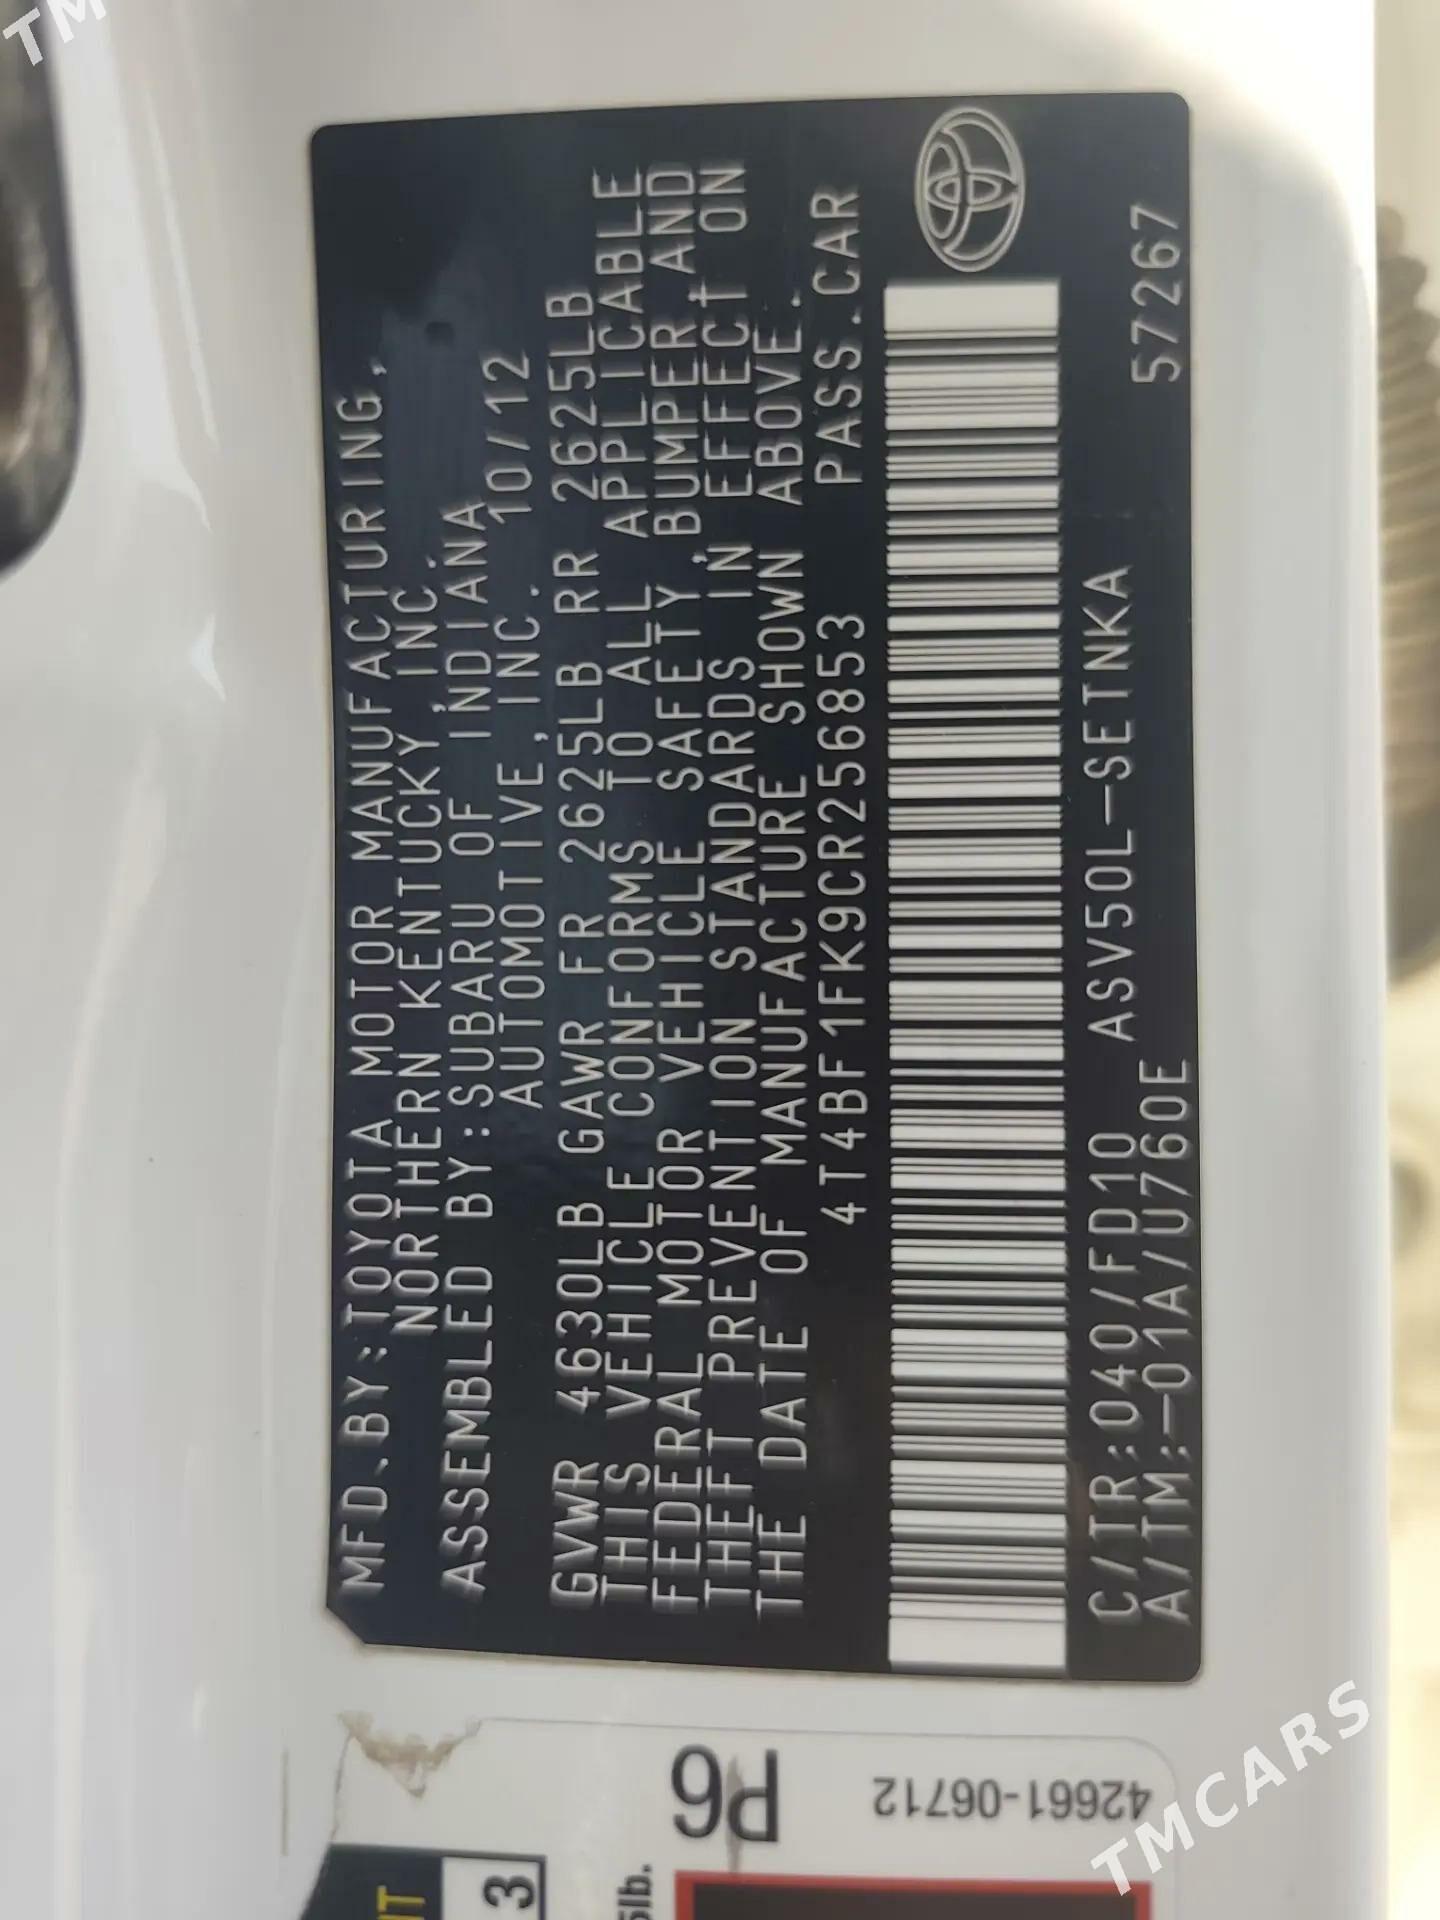 MFD.BY:TOYOTA MOTOR MANUFACTURING,
NORTHERN KENTUCKY,INC.
ASSEMBLED BY:SUBARU OF INDIANA
AUTOMOTIVE,INC. 10/12
GVWR 4630LB GAWR FR 2625LB RR 2625LB
THIS VEHICLE CONFORMS TO ALL APPLICABLE
FEDERAL MOTOR VEHICLE SAFETY,BUMPER,AND
THEFT PREVENTION STANDARDS IN EFFECT ON
THE DATE OF MANUFACTURE SHOWN ABOVE.
4T4BF1FK9CR256853 PASS.CAR
C/TR:040/FD10 ASV50L-SETNKA
A/TM:-01A/U760E 57267
P6
42661-06712
3
lb.
TMCARS
TM